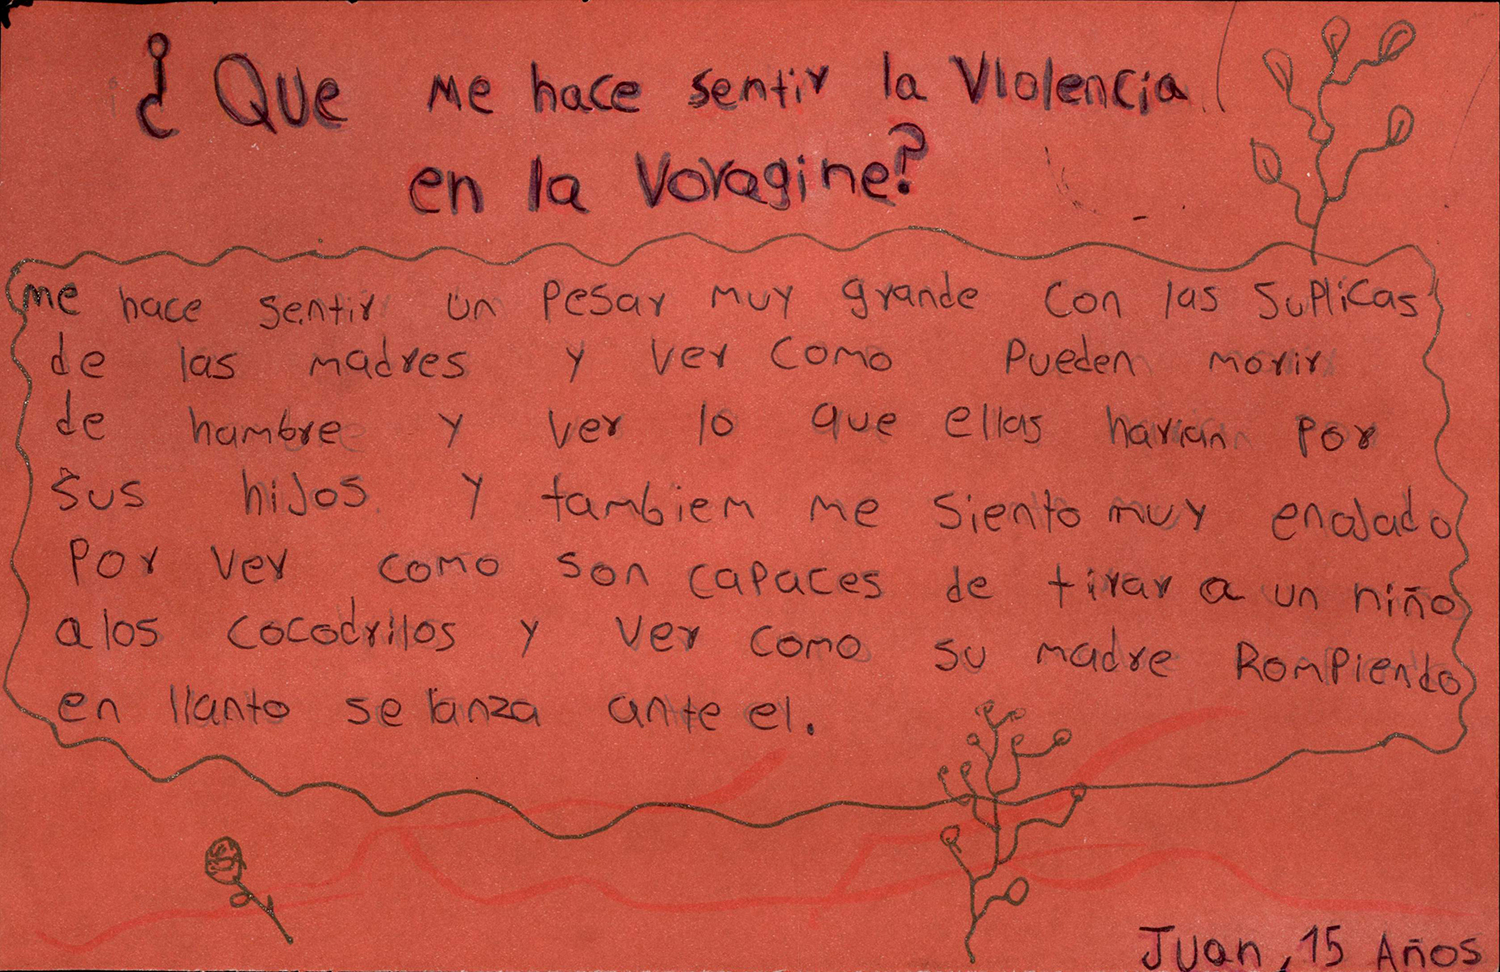 ¿Que me hace sentir la Violencia
en la Voragine?
me hace sentir un pesar muy grande con las suplicas
de las madres y ver como pueden morir
de hambre y ver lo que ellas harian por
sus hijos y tambiem me siento muy enojado
por ver como son capaces de tirar a un niño
a los cocodrilos y ver como su madre Rompiendo
en llanto se lanza ante el.
Juan, 15 Años